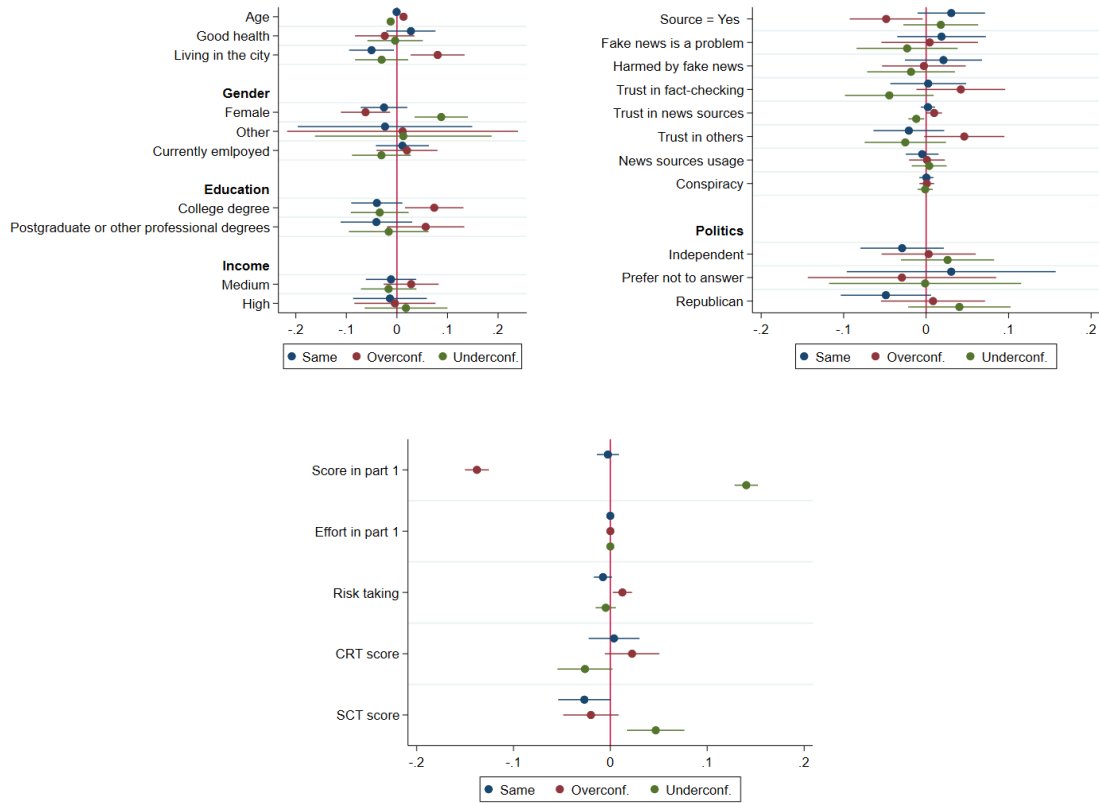 Age
Good health
Living in the city
Gender
Female
Other
Currently emlpoyed
Education
College degree
Postgraduate or other professional degrees
Income
Medium
High
-.2 -.1 0 .1 .2
Same Overconf. Underconf.
Source = Yes
Fake news is a problem
Harmed by fake news
Trust in fact-checking
Trust in news sources
Trust in others
News sources usage
Conspiracy
Politics
Independent
Prefer not to answer
Republican
-.2 -.1 0 .1 .2
Same Overconf. Underconf.
Score in part 1
Effort in part 1
Risk taking
CRT score
SCT score
-.2 -.1 0 .1 .2
Same Overconf. Underconf.